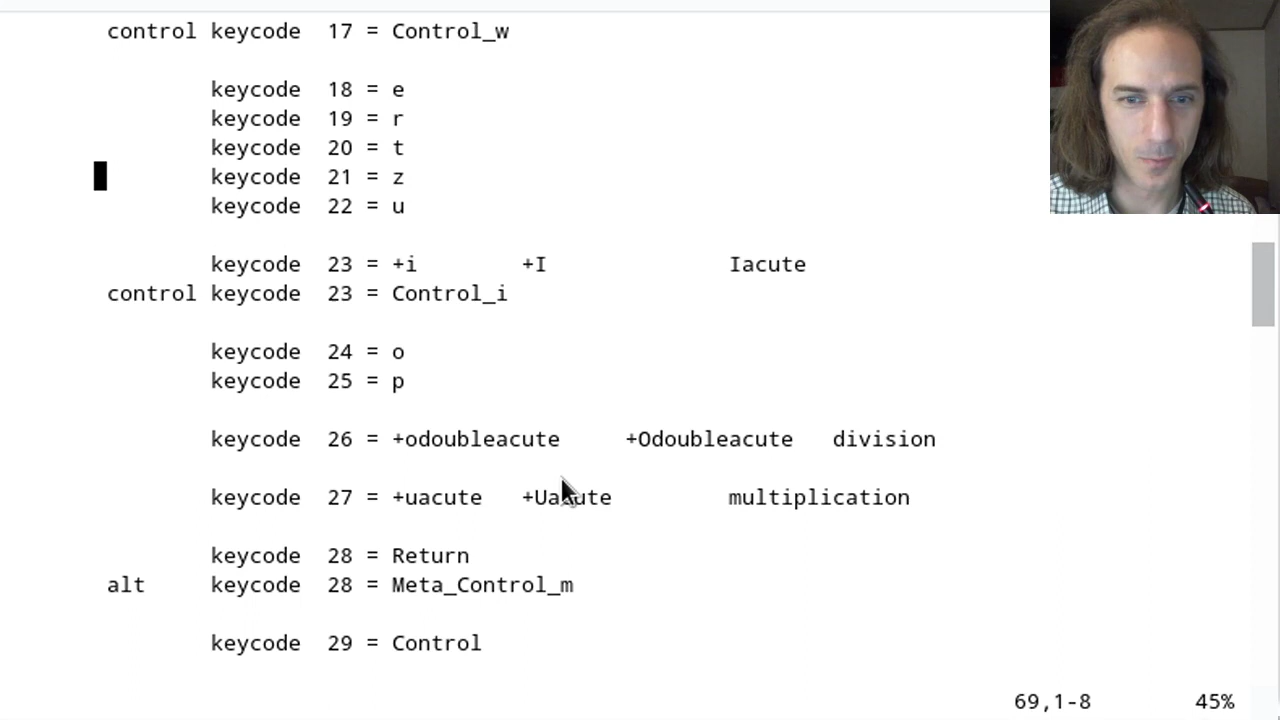 control keycode 17 = Control_w
keycode 18 = e
keycode 19 = r
keycode 20 = t
keycode 21 = z
keycode 22 = u
keycode 23 = +i +I Iacute
control keycode 23 = Control_i
keycode 24 = o
keycode 25 = p
keycode 26 = +odoubleacute +Odoubleacute division
keycode 27 = +uacute +Uacute multiplication
keycode 28 = Return
alt keycode 28 = Meta_Control_m
keycode 29 = Control
69,1-8 45%